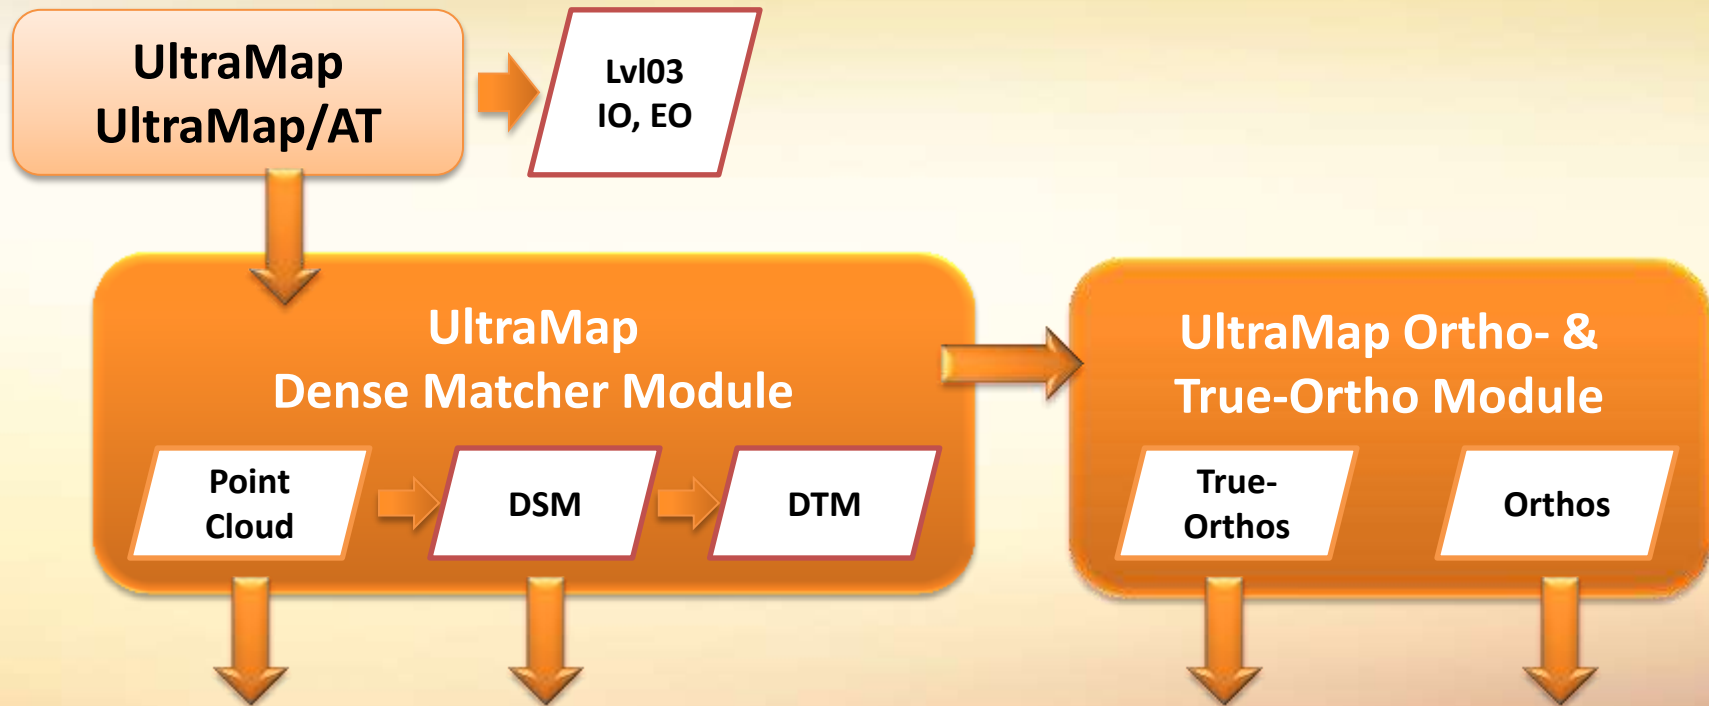 UltraMap
UltraMap/AT
Lvl03
IO, EO
UltraMap
Dense Matcher Module
Point
Cloud
DSM
DTM
UltraMap Ortho- &
True-Ortho Module
True-
Orthos
Orthos